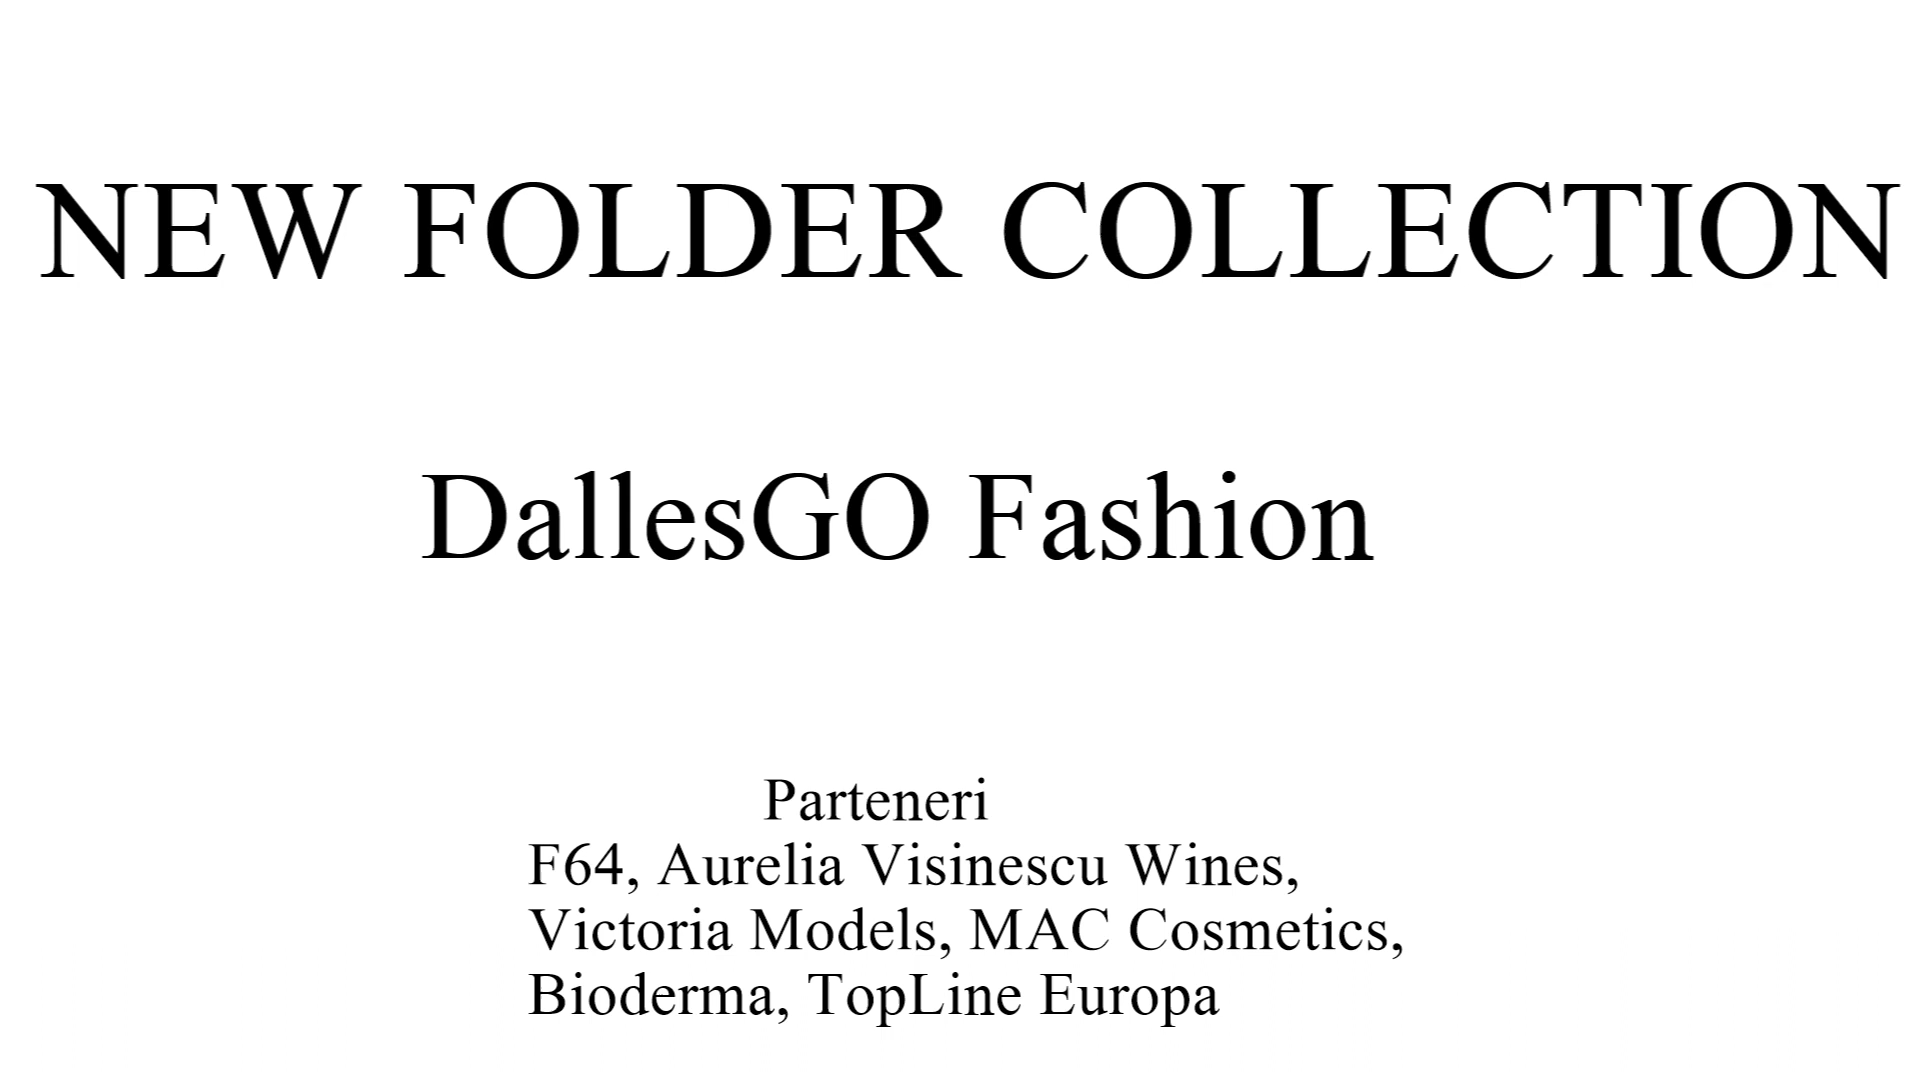 NEW FOLDER COLLECTION
DallesGO Fashion
Parteneri
F64, Aurelia Visinescu Wines,
Victoria Models, MAC Cosmetics,
Bioderma, TopLine Europa